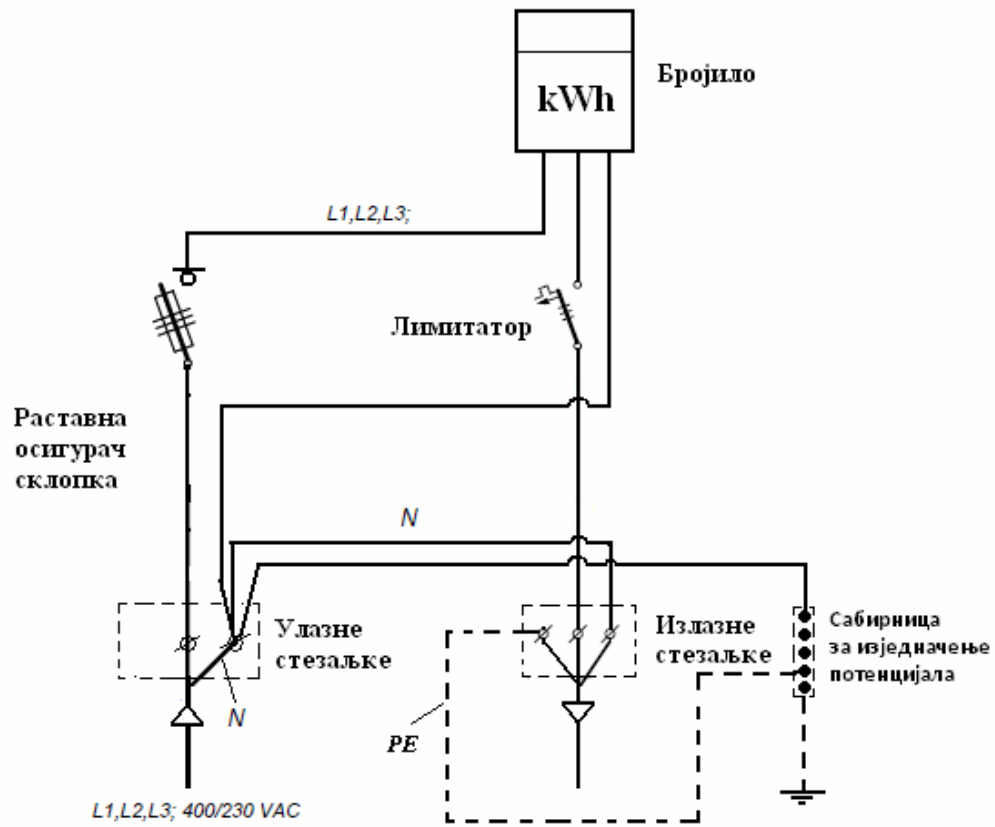 Бројило
kWh
L1,L2,L3;
Лимитатор
Раставна
осигурач
склопка
N
Улазне
стезаљке
Излазне
стезаљке
Сабирница
за изједначење
потенцијала
N
PE
L1,L2,L3; 400/230 VAC